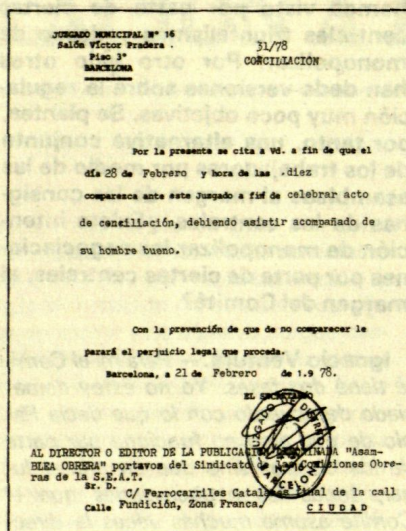 JUZGADO MUNICIPAL Nº
Salón Víctor Pradera
Piso 3º
BARCELONA
31/78
CONCILIACIÓN
Por la presente se cita a Vd. a fin de que el
día 28 de Febrero y hora de las .diez
comparezca ante este Juzgado a fin de celebrar acto
de conciliación, debiendo asistir acompañado de
su hombre bueno.
Con la prevención de que de no comparecer le
parará el perjuicio legal que proceda.
Barcelona, a 21 de Febrero de 1.9 78.
EL
AL DIRECTOR O EDITOR DE LA PUBLICACION "Asam-
BLEA OBRERA" portavos del Sindicato de las Comisiones Obre-
ras de la S.E.A.T.
Sr. D.
C/ Ferrocarriles Catalanes final de la call
Calle Fundición, Zona Franca,
CIUDAD